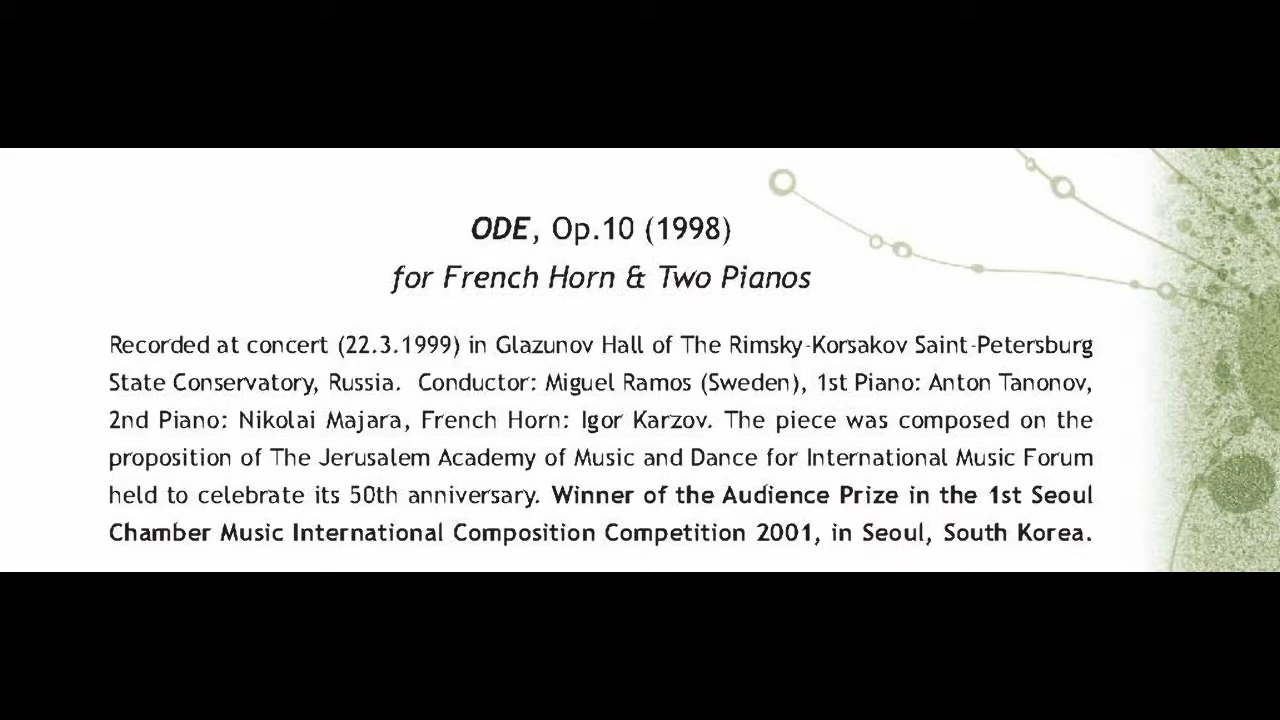 ODE, Op.10 (1998)
for French Horn & Two Pianos
Recorded at concert (22.3.1999) in Glazunov Hall of The Rimsky-Korsakov Saint-Petersburg
State Conservatory, Russia. Conductor: Miguel Ramos (Sweden), 1st Piano: Anton Tanonov,
2nd Piano: Nikolai Majara, French Horn: Igor Karzov. The piece was composed on the
proposition of The Jerusalem Academy of Music and Dance for International Music Forum
held to celebrate its 50th anniversary. Winner of the Audience Prize in the 1st Seoul
Chamber Music International Composition Competition 2001, in Seoul, South Korea.